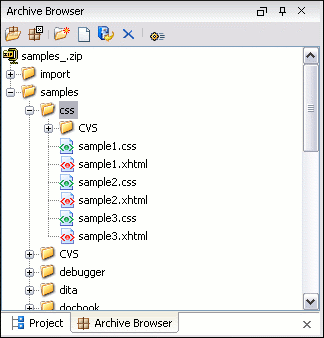 Archive Browser
samples_.zip
import
samples
css
CVS
sample1.css
sample1.xhtml
sample2.css
sample2.xhtml
sample3.css
sample3.xhtml
CVS
debugger
dita
docbook
Project Archive Browser